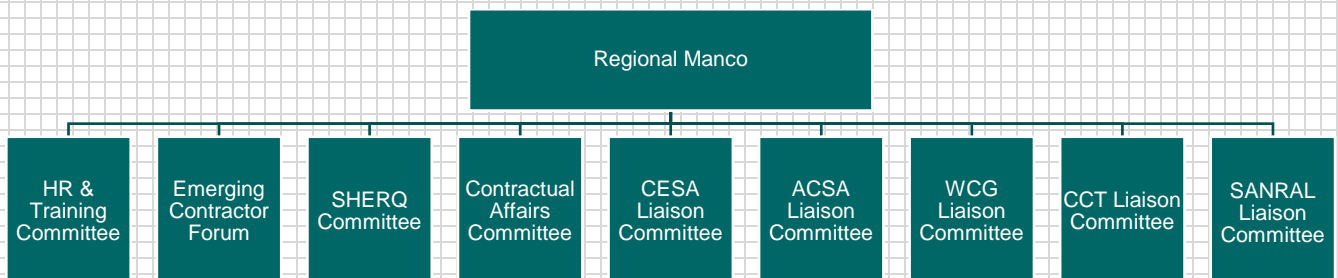 Regional Manco
HR &
Training
Committee
Emerging
Contractor
Forum
SHERQ
Committee
Contractual
Affairs
Committee
CESA
Liaison
Committee
ACSA
Liaison
Committee
WCG
Liaison
Committee
CCT Liaison
Committee
SANRAL
Liaison
Committee